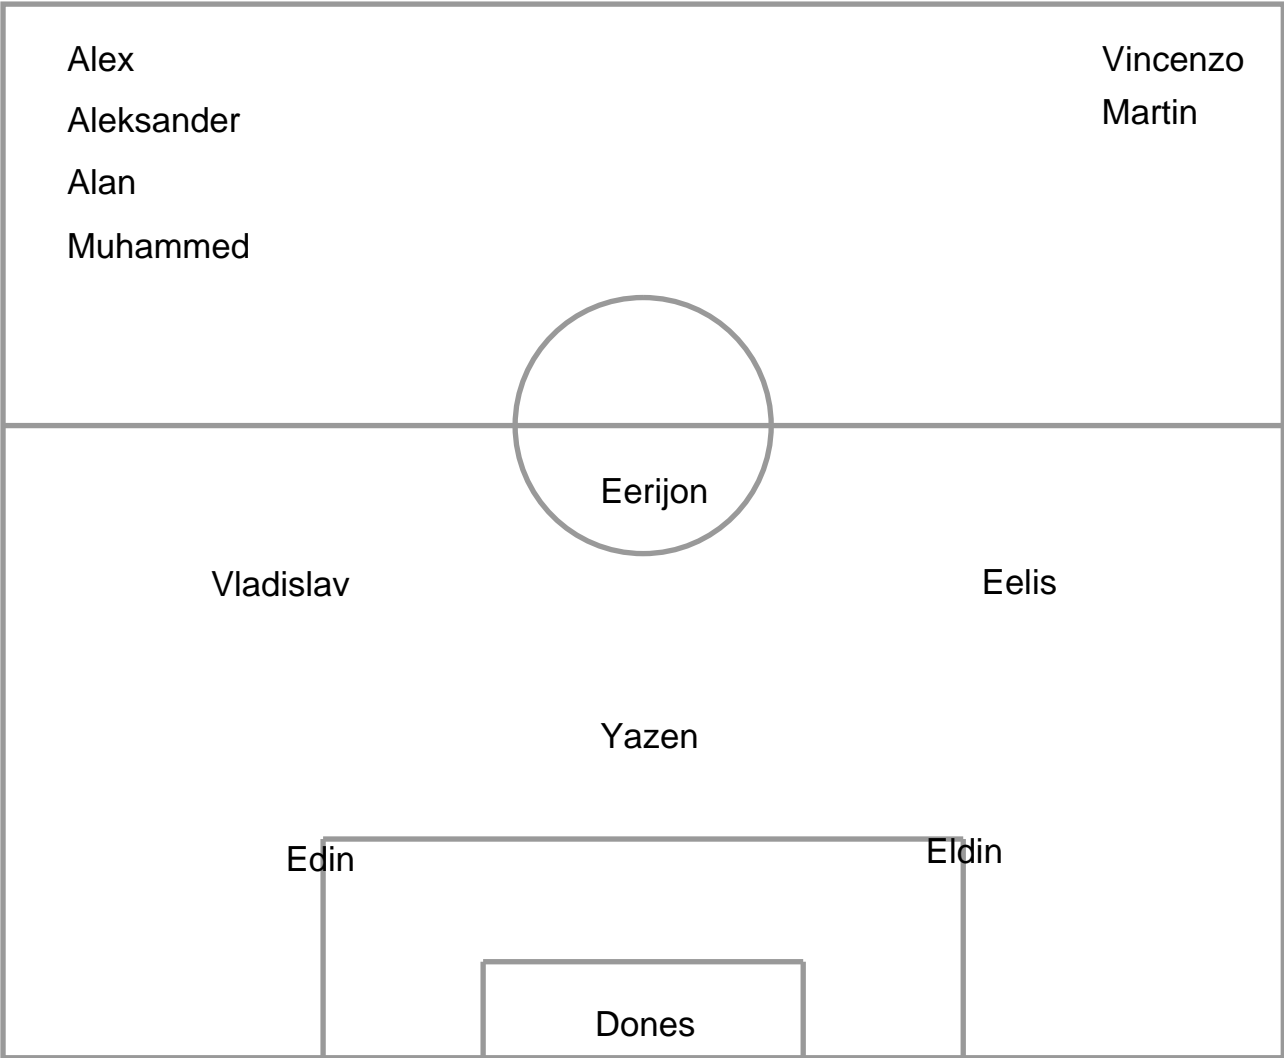 Alex
Aleksander
Alan
Muhammed
Vincenzo
Martin
Eerijon
Vladislav
Eelis
Yazen
Edin
Eldin
Dones